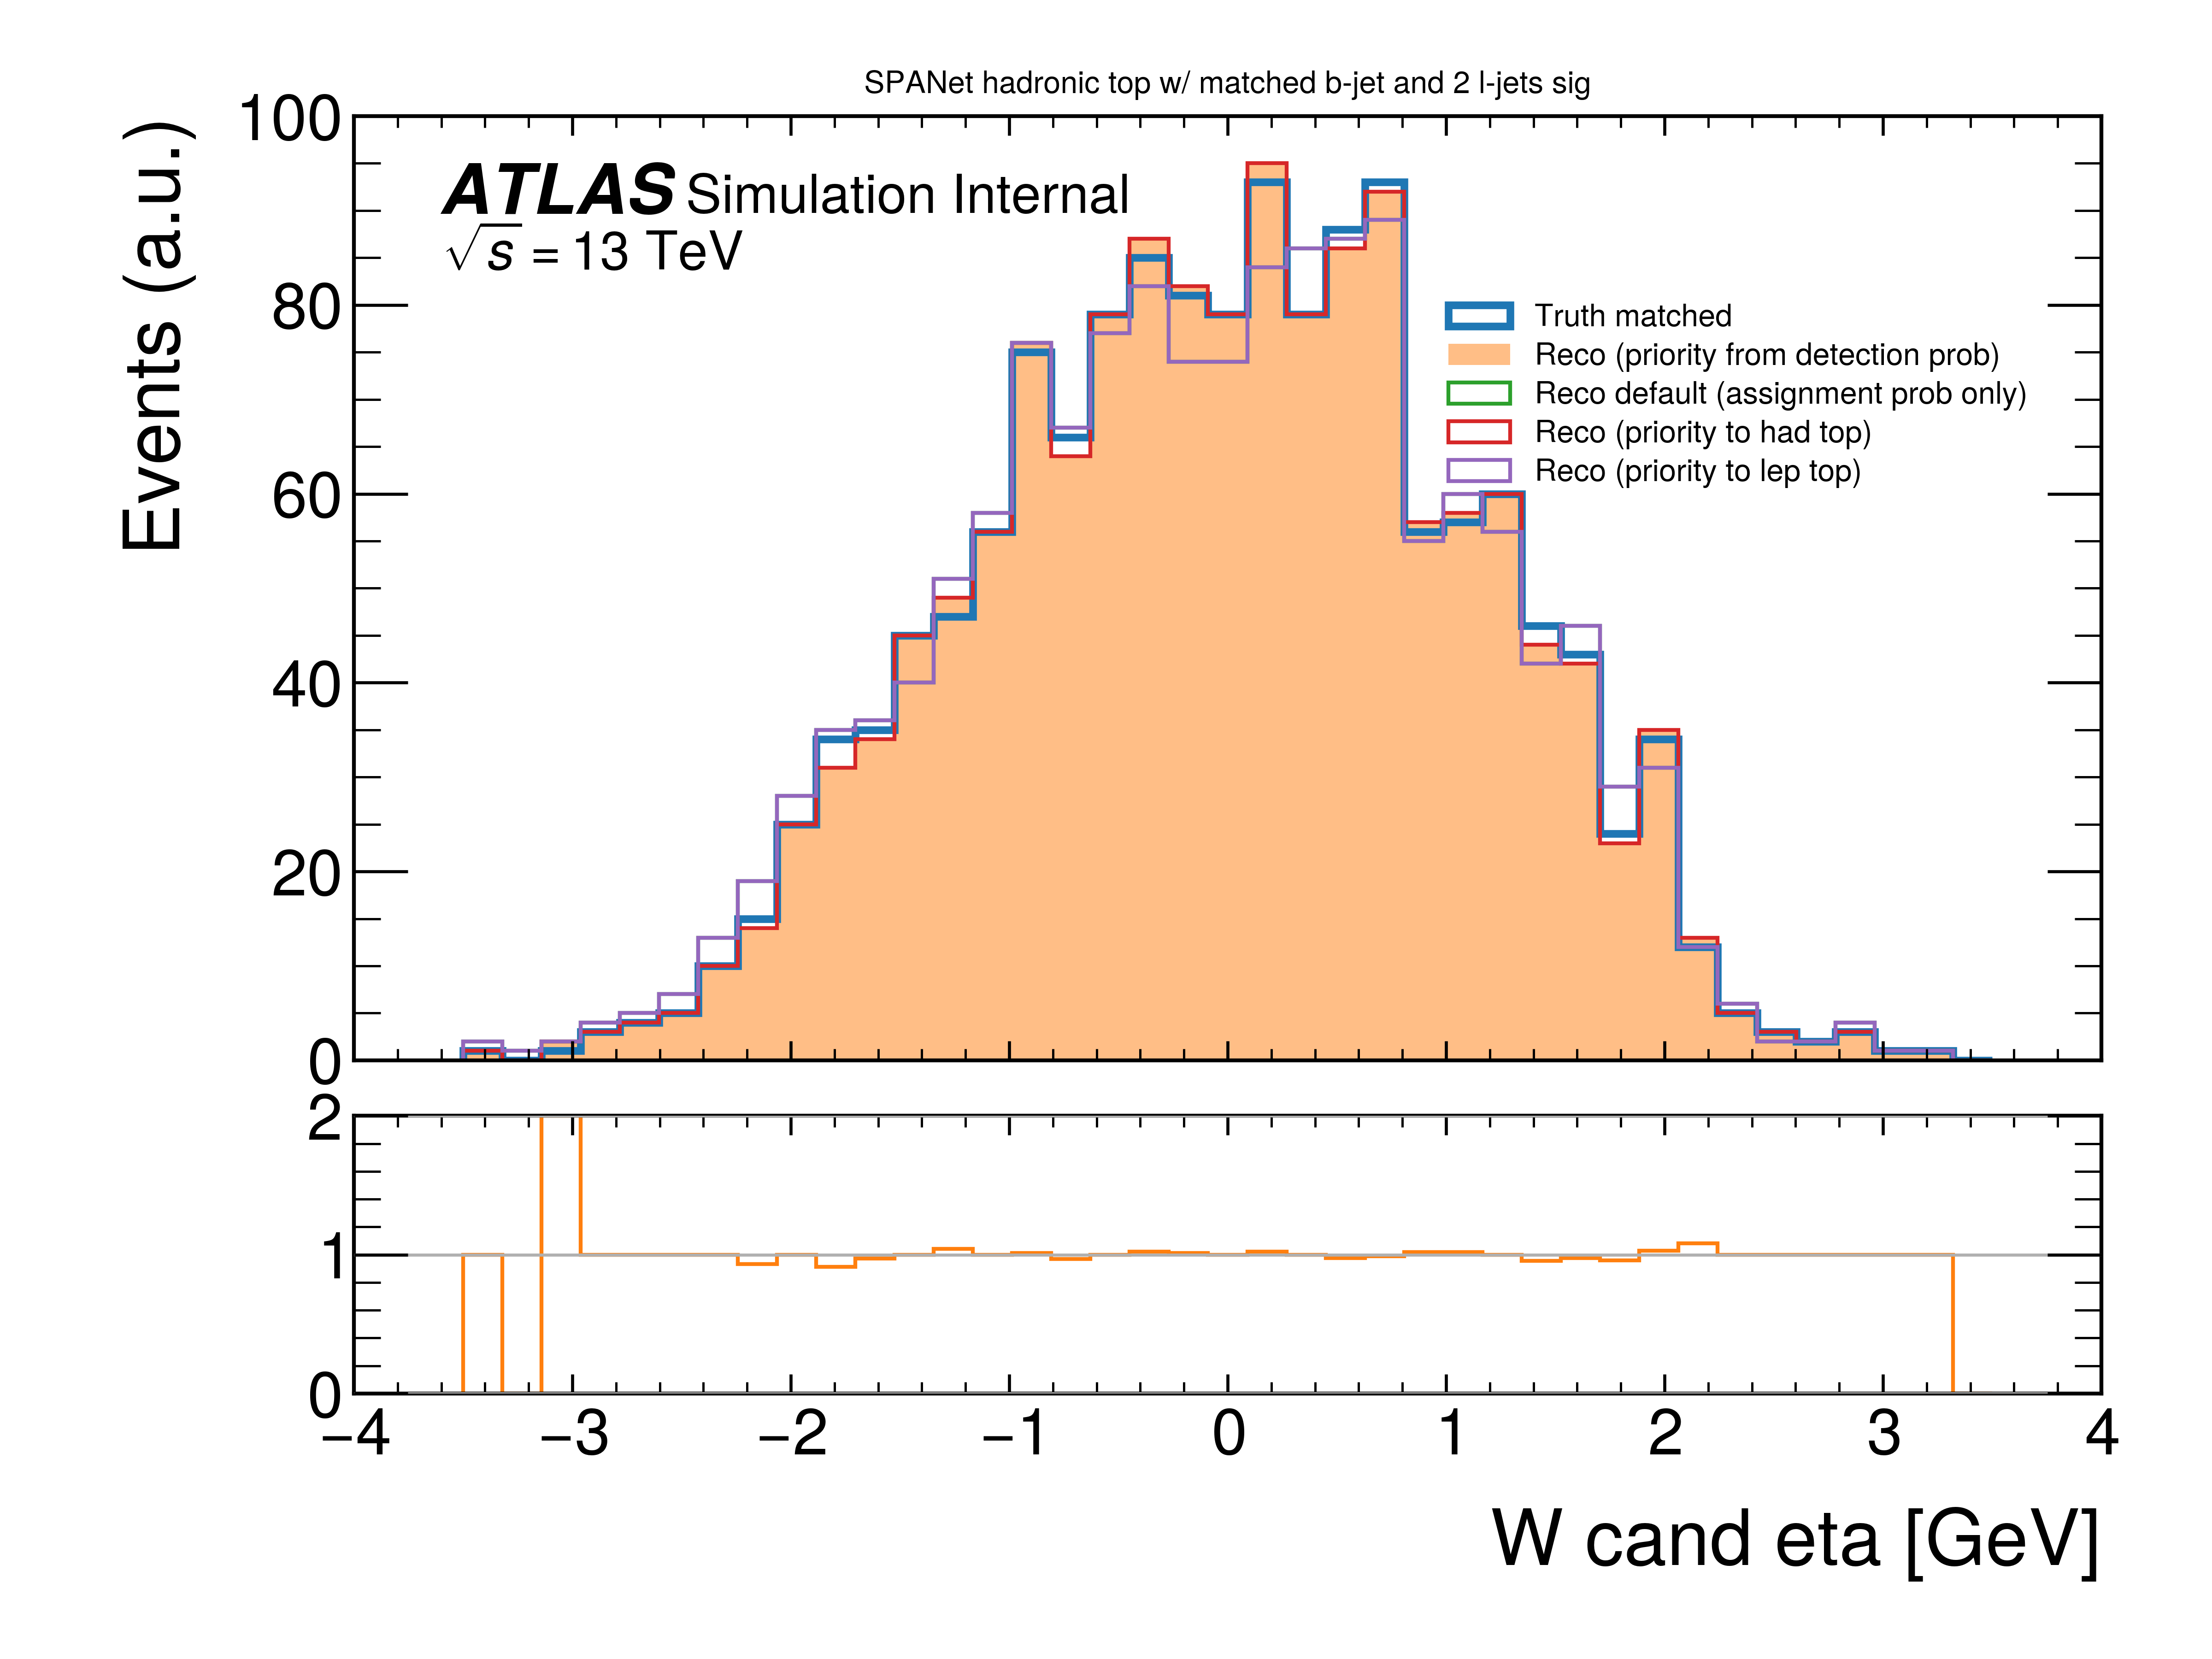 SPANet hadronic top w/ matched b-jet and 2 l-jets sig
Events (a.u.)
100
80
60
40
20
0
ATLAS Simulation Internal
√s = 13 TeV
Truth matched
Reco (priority from detection prob)
Reco default (assignment prob only)
Reco (priority to had top)
Reco (priority to lep top)
2
1
0
−4 −3 −2 −1 0 1 2 3 4
W cand eta [GeV]